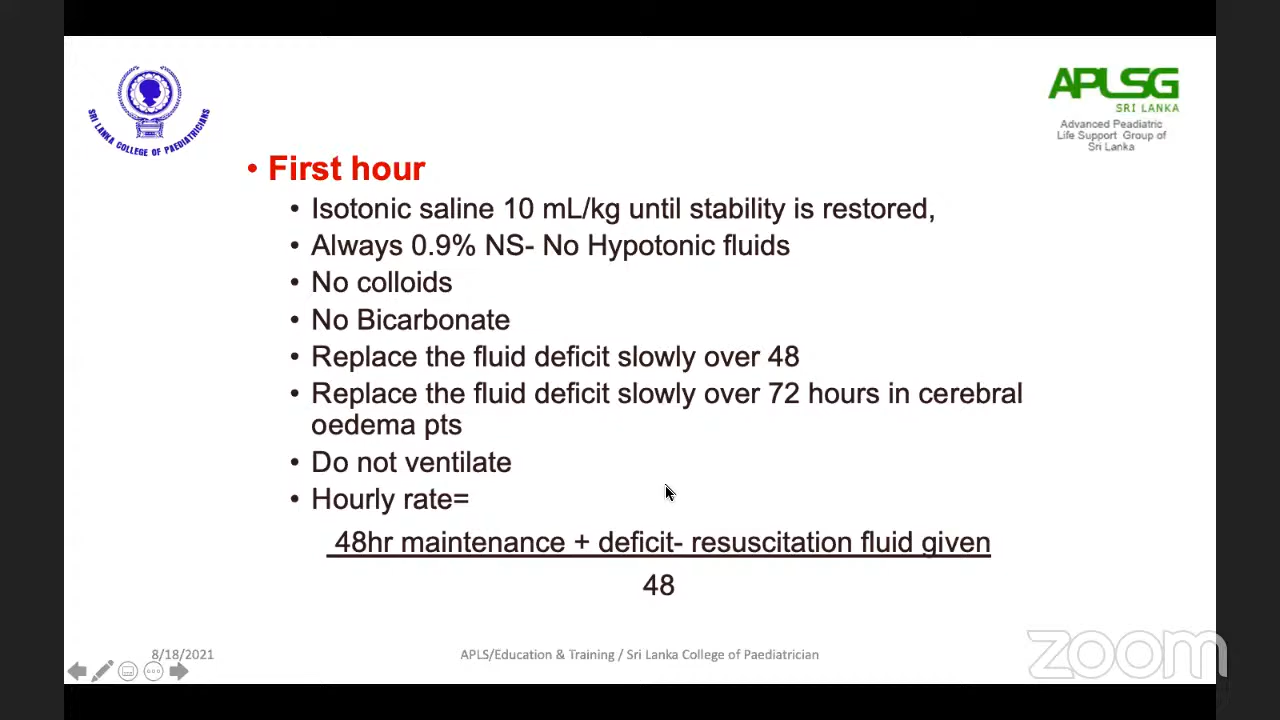 SRI LANKA COLLEGE OF PAEDIATRICIANS
APLSG
SRI LANKA
Advanced Peadiatric
Life Support Group of
Sri Lanka
• First hour
• Isotonic saline 10 mL/kg until stability is restored,
• Always 0.9% NS- No Hypotonic fluids
• No colloids
• No Bicarbonate
• Replace the fluid deficit slowly over 48
• Replace the fluid deficit slowly over 72 hours in cerebral
oedema pts
• Do not ventilate
• Hourly rate=
48hr maintenance + deficit- resuscitation fluid given
48
8/18/2021
APLS/Education & Training / Sri Lanka College of Paediatrician
zoom